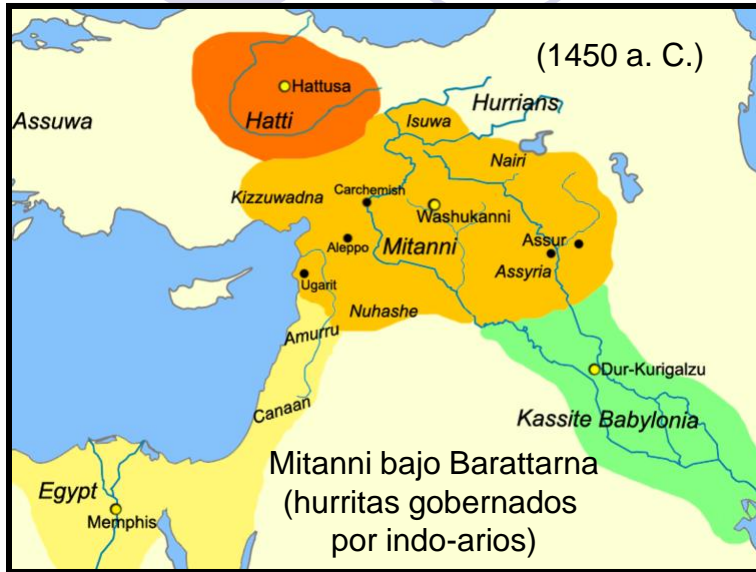 (1450 a. C.)
Hattusa
Hatti
Assuwa
Hurrians
Isuwa
Nairi
Kizzuwadna
Carchemish
Washukanni
Aleppo
Mitanni
Assur
Assyria
Ugarit
Nuhashe
Amurru
Dur-Kurigalzu
Canaan
Kassite Babylonia
Egypt
Memphis
Mitanni bajo Barattarna
(hurritas gobernados
por indo-arios)